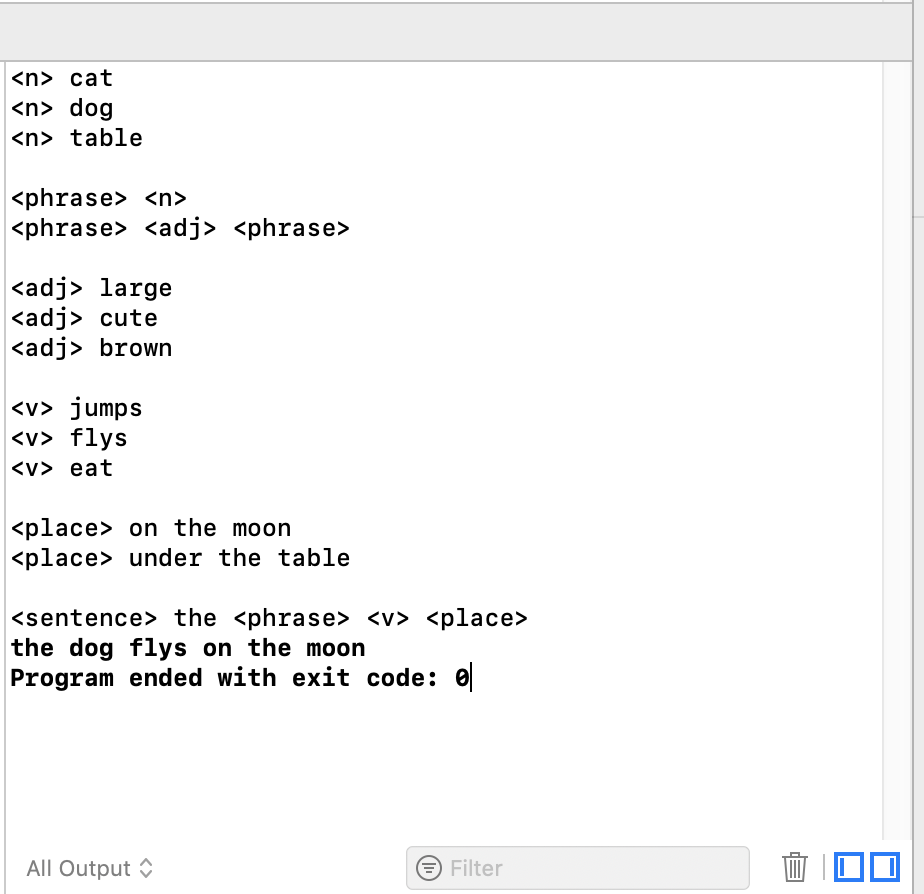 <n> cat
<n> dog
<n> table
<phrase> <n>
<phrase> <adj> <phrase>
<adj> large
<adj> cute
<adj> brown
<v> jumps
<v> flys
<v> eat
<place> on the moon
<place> under the table
<sentence> the <phrase> <v> <place>
the dog flys on the moon
Program ended with exit code: 0
All Output
Filter